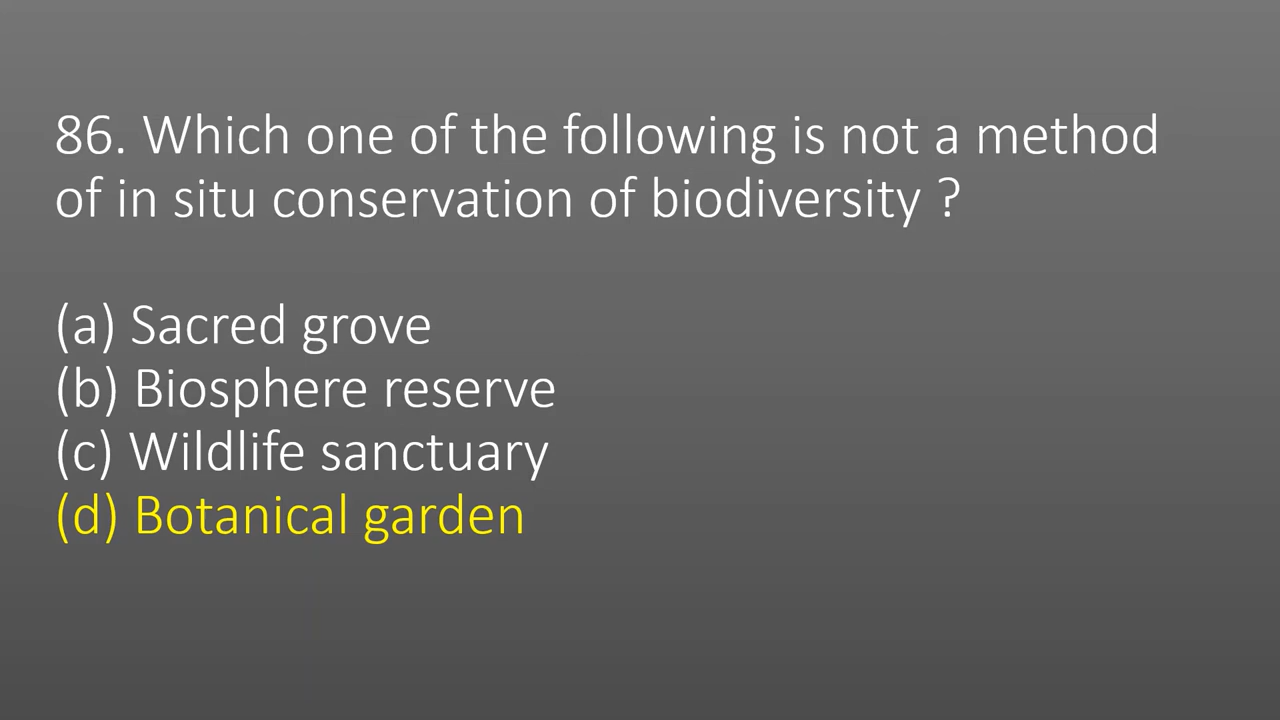 86. Which one of the following is not a method
of in situ conservation of biodiversity ?
(a) Sacred grove
(b) Biosphere reserve
(c) Wildlife sanctuary
(d) Botanical garden